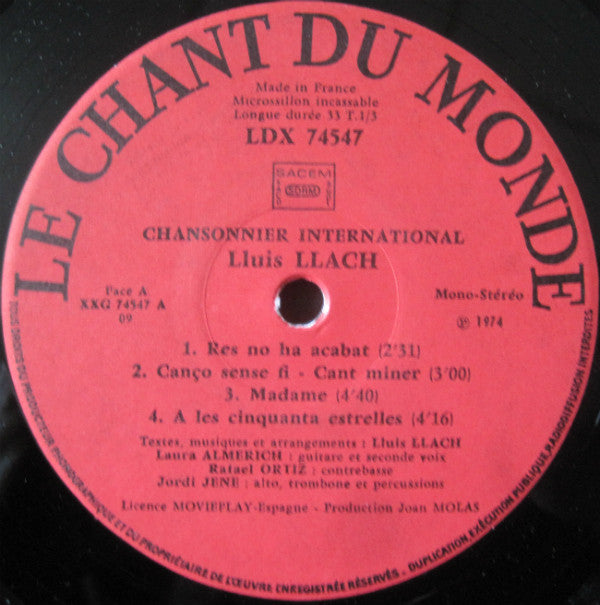 LE CHANT DU MONDE
Made in France
Microssillon incassable
Longue durée 33 T.1/3
LDX 74547
SACEM
SDRM
CHANSONNIER INTERNATIONAL
Lluis LLACH
Face A
XXG 74547 A
09
Mono-Stéréo
℗ 1974
1. Res no ha acabat (2'31)
2. Canço sense fi - Cant miner (3'00)
3. Madame (4'40)
4. A les cinquanta estrelles (4'16)
Textes, musiques et arrangements : Lluis LLACH
Laura ALMERICH : guitare et seconde voix
Rafael ORTIZ : contrebasse
Jordi JENE : alto, trombone et percussions
Licence MOVIEPLAY-Espagne - Production Joan MOLAS
TOUS DROITS DU PRODUCTEUR PHONOGRAPHIQUE ET DU PROPRIÉTAIRE DE L'ŒUVRE ENREGISTRÉE RÉSERVÉS - DUPLICATION, EXÉCUTION PUBLIQUE, RADIODIFFUSION INTERDITES